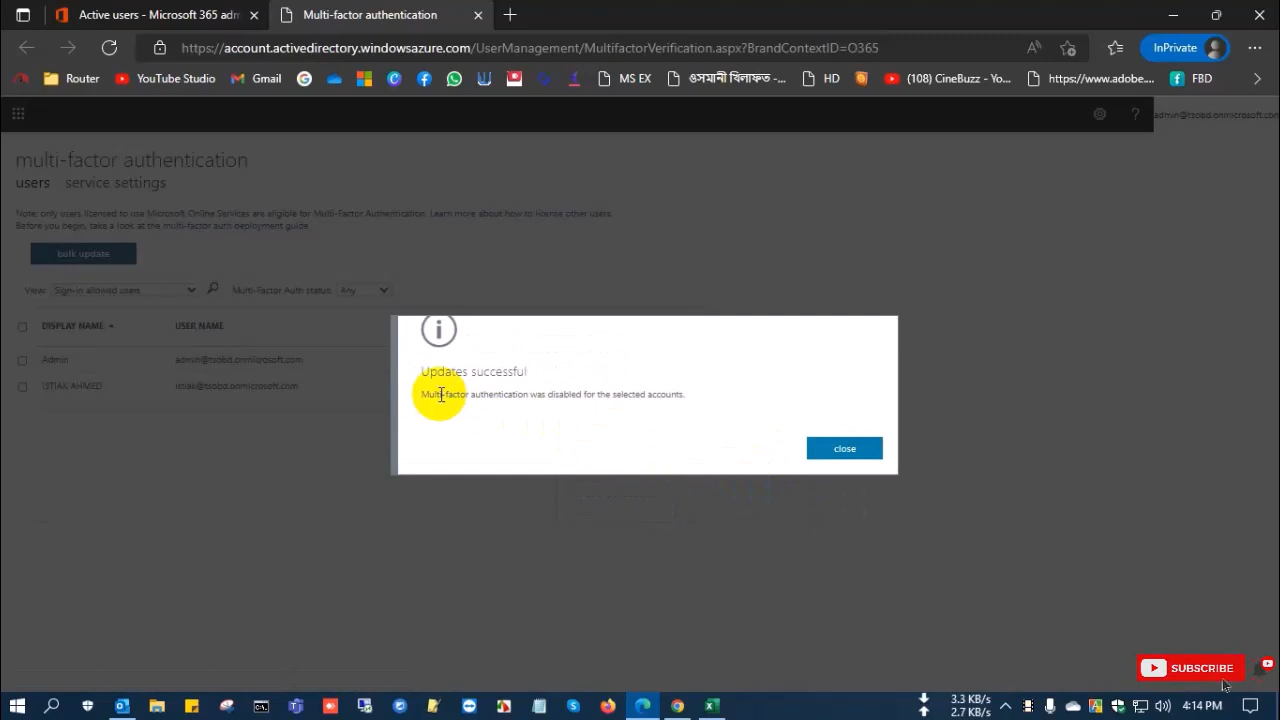 Active users - Microsoft 365 adm
Multi-factor authentication
https://account.activedirectory.windowsazure.com/UserManagement/MultifactorVerification.aspx?BrandContextID=O365
InPrivate
Router
YouTube Studio
Gmail
MS EX
ওসমানী খিলাফত -...
HD
(108) CineBuzz - Yo...
https://www.adobe...
FBD
admin@tsobd.onmicrosoft.com
multi-factor authentication
users service settings
Note: only users licensed to use Microsoft Online Services are eligible for Multi-Factor Authentication. Learn more about how to license other users.
Before you begin, take a look at the multi-factor auth deployment guide
bulk update
View: Sign-in allowed users Multi-Factor Auth status: Any
DISPLAY NAME USER NAME
Admin admin@tsobd.onmicrosoft.com
ISTIAK AHMED istiak@tsobd.onmicrosoft.com
Updates successful
Multi-factor authentication was disabled for the selected accounts.
close
SUBSCRIBE
3.3 KB/s
2.7 KB/s
4:14 PM